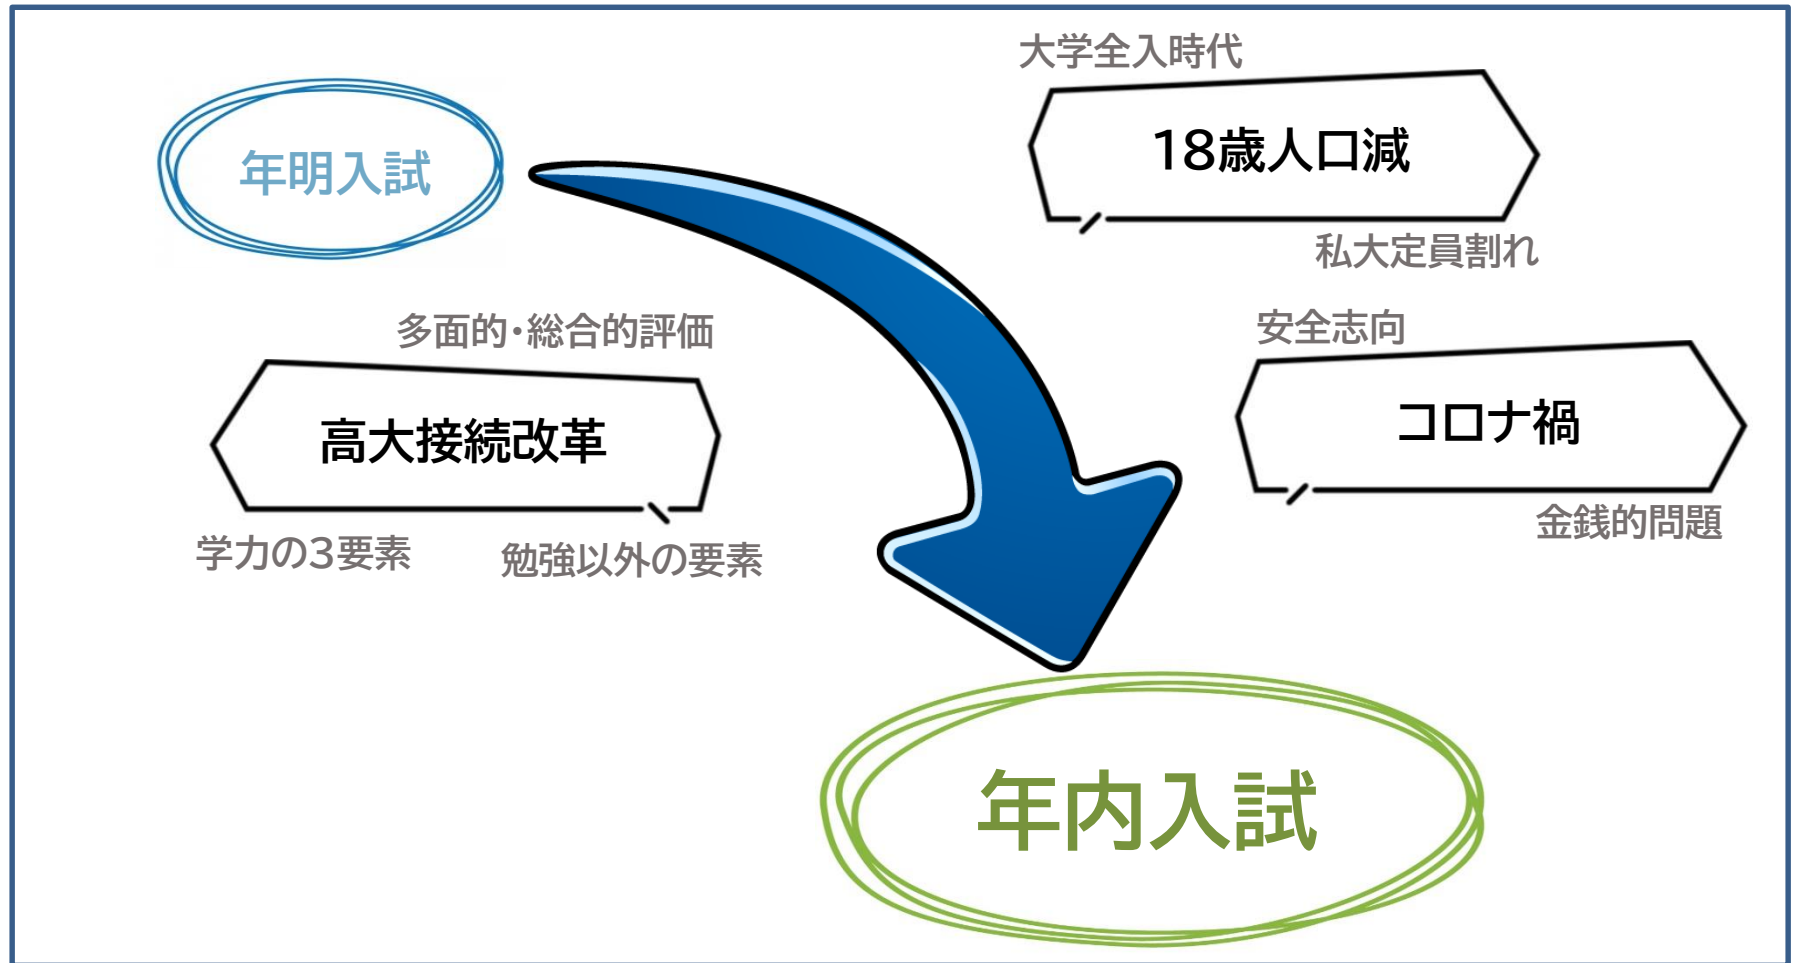 大学全入時代
18歳人口減
私大定員割れ
年明入試
多面的・総合的評価
高大接続改革
学力の3要素
勉強以外の要素
安全志向
コロナ禍
金銭的問題
年内入試